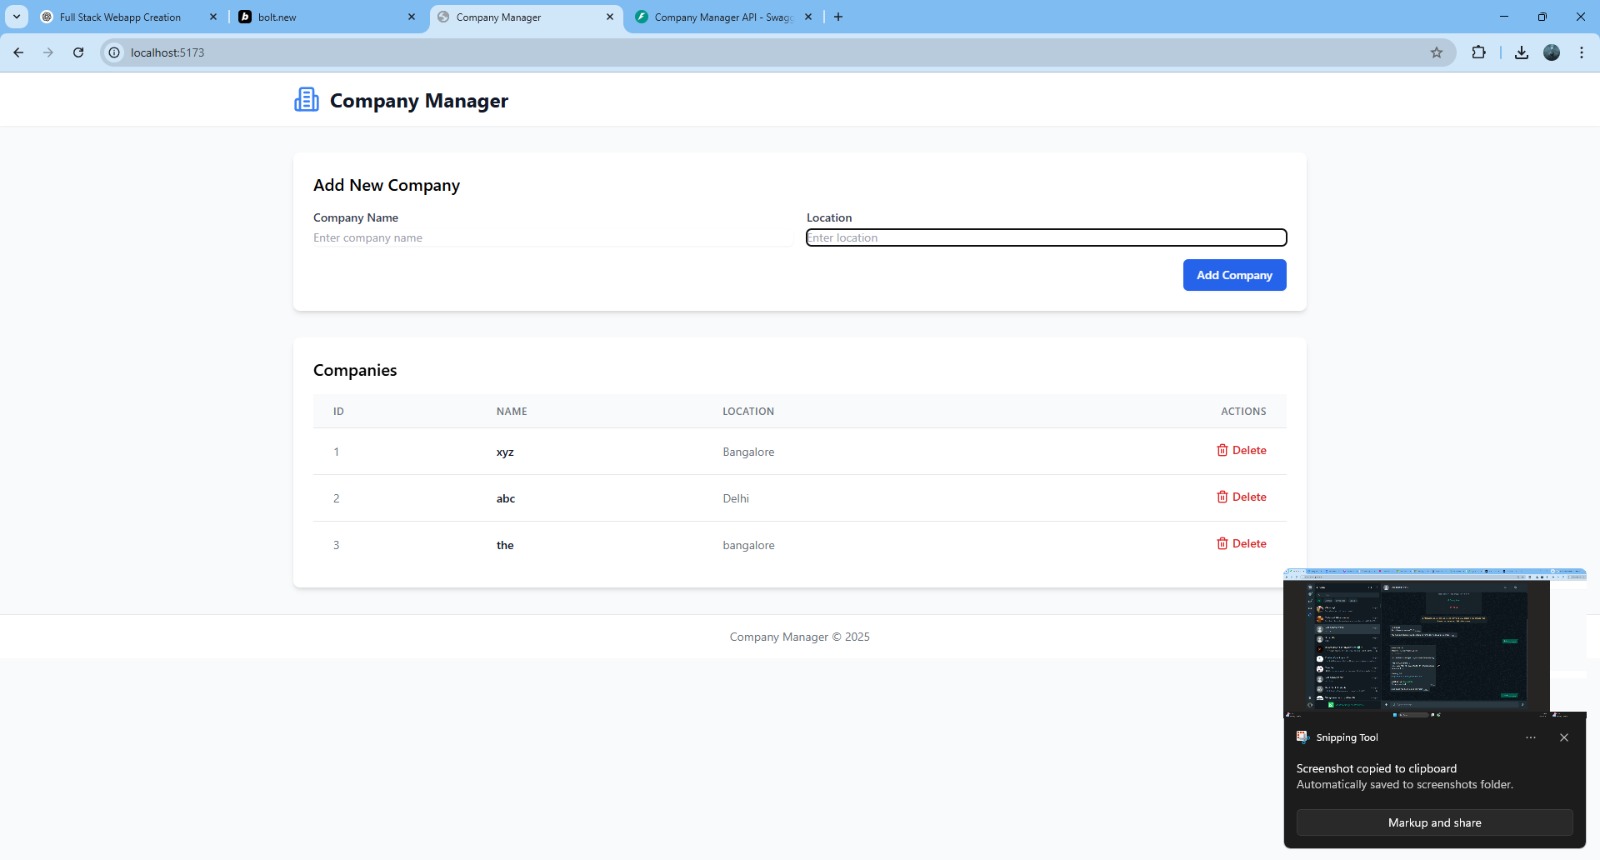 Full Stack Webapp Creation
bolt.new
Company Manager
Company Manager API - Swag
localhost:5173
Company Manager
Add New Company
Company Name
Location
Enter company name
Enter location
Add Company
Companies
ID NAME LOCATION ACTIONS
1 xyz Bangalore Delete
2 abc Delhi Delete
3 the bangalore Delete
Company Manager © 2025
Snipping Tool
Screenshot copied to clipboard
Automatically saved to screenshots folder.
Markup and share